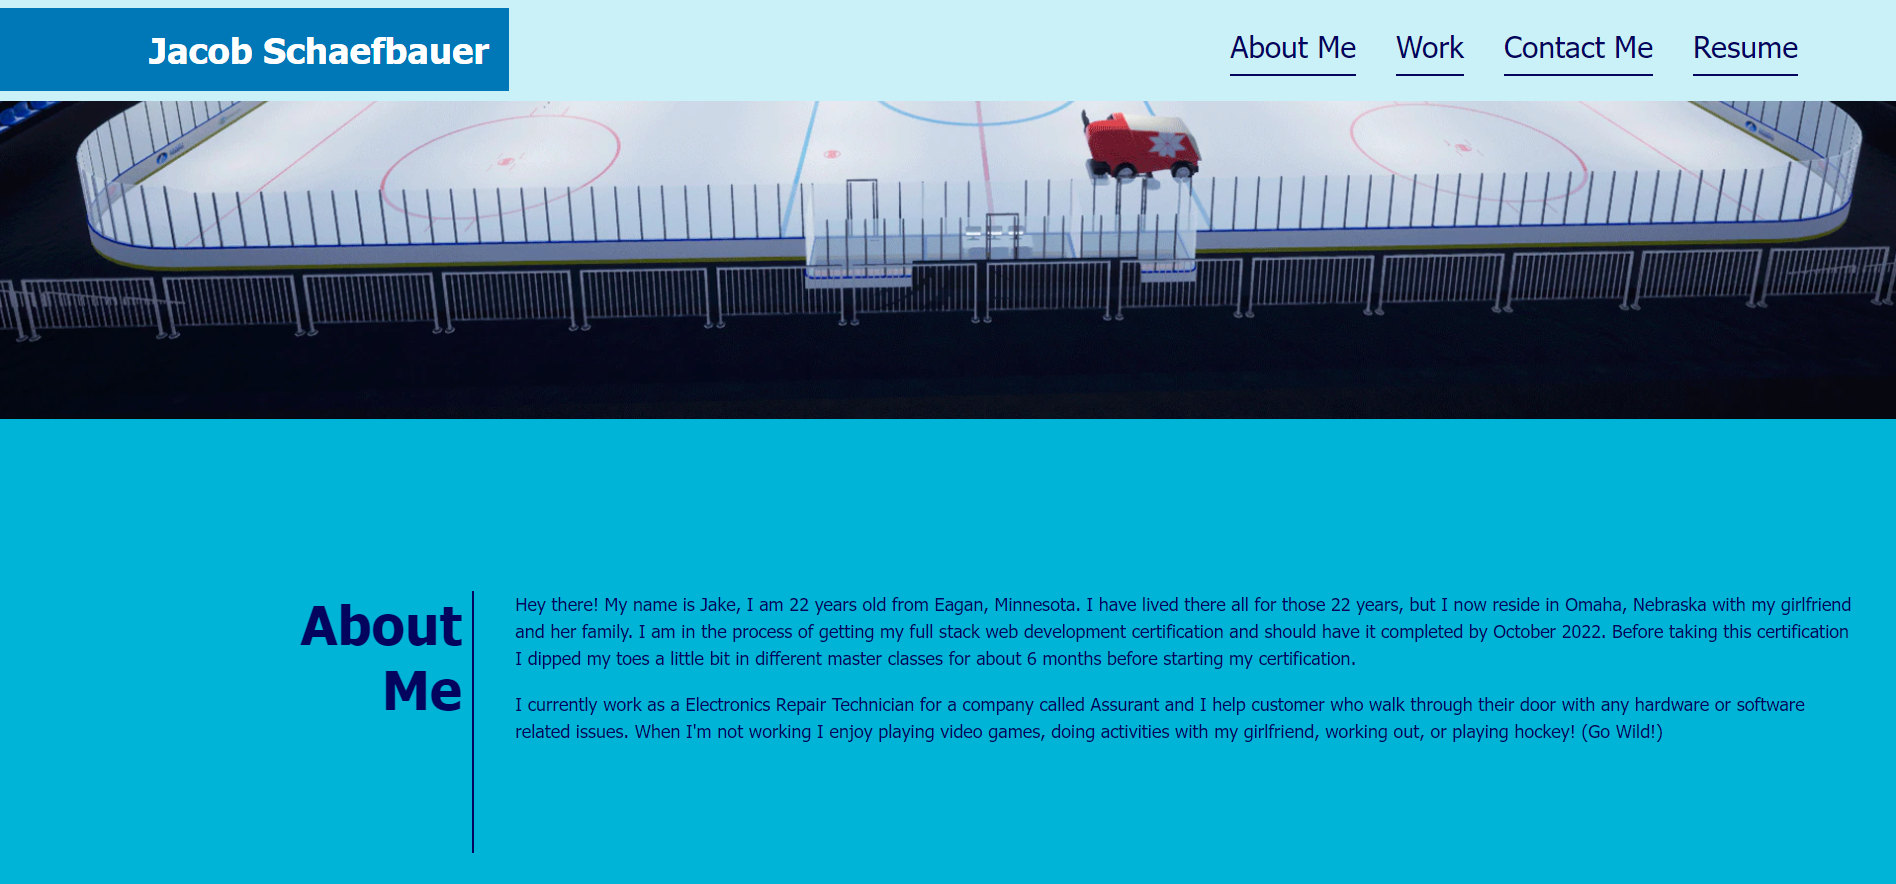 Jacob Schaefbauer
About Me
Work
Contact Me
Resume
About
Me
Hey there! My name is Jake, I am 22 years old from Eagan, Minnesota. I have lived there all for those 22 years, but I now reside in Omaha, Nebraska with my girlfriend
and her family. I am in the process of getting my full stack web development certification and should have it completed by October 2022. Before taking this certification
I dipped my toes a little bit in different master classes for about 6 months before starting my certification.
I currently work as a Electronics Repair Technician for a company called Assurant and I help customer who walk through their door with any hardware or software
related issues. When I'm not working I enjoy playing video games, doing activities with my girlfriend, working out, or playing hockey! (Go Wild!)